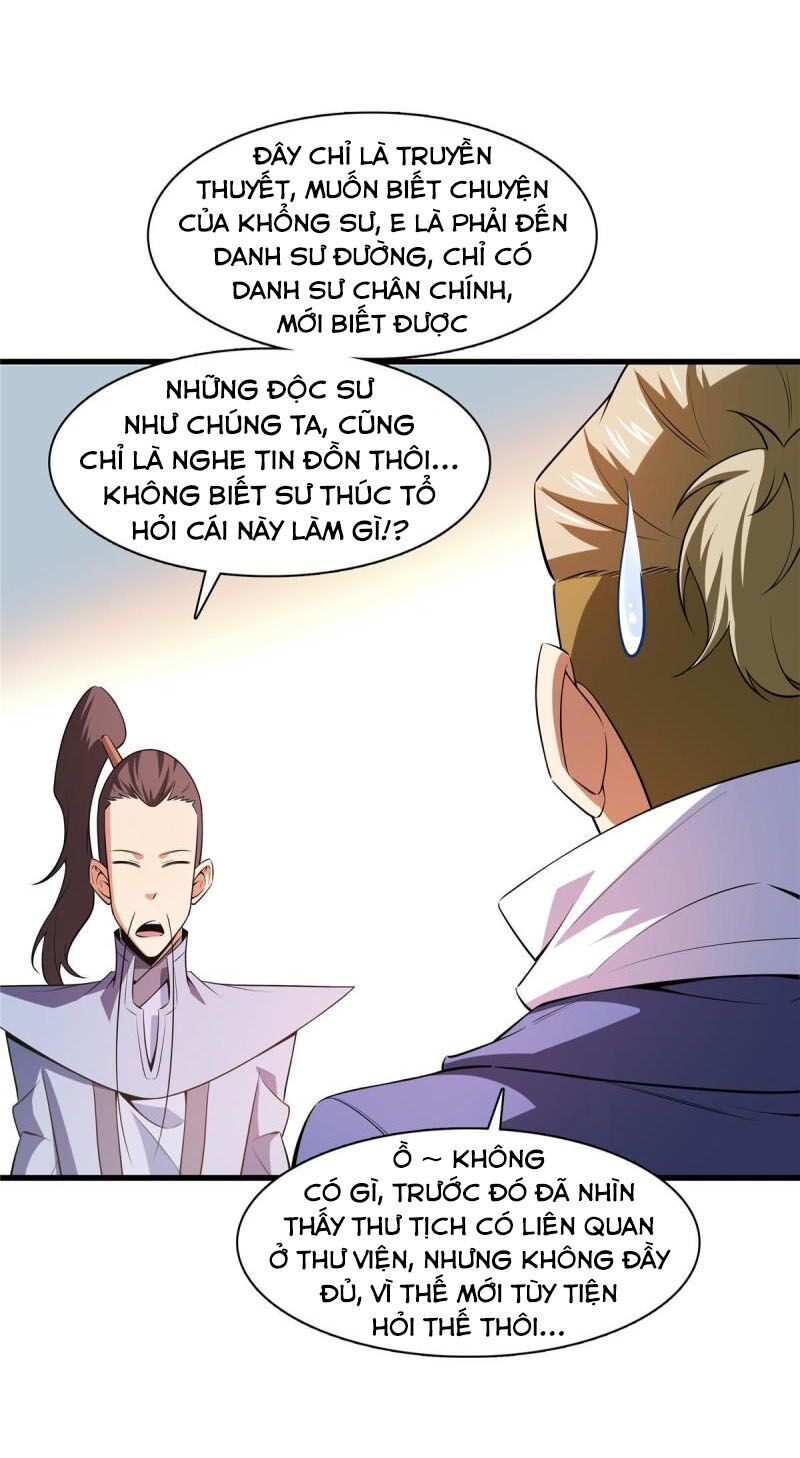 ĐÂY CHỈ LÀ TRUYỀN
THUYẾT, MUỐN BIẾT CHUYỆN
CỦA KHỔNG SƯ, E LÀ PHẢI ĐẾN
DANH SƯ ĐƯỜNG, CHỈ CÓ
DANH SƯ CHÂN CHÍNH,
MỚI BIẾT ĐƯỢC
NHỮNG ĐỘC SƯ
NHƯ CHÚNG TA, CŨNG
CHỈ LÀ NGHE TIN ĐỒN THÔI...
KHÔNG BIẾT SƯ THÚC TỔ
HỎI CÁI NÀY LÀM GÌ!?
Ồ ~ KHÔNG
CÓ GÌ, TRƯỚC ĐÓ ĐÃ NHÌN
THẤY THƯ TỊCH CÓ LIÊN QUAN
Ở THƯ VIỆN, NHƯNG KHÔNG ĐẦY
ĐỦ, VÌ THẾ MỚI TÙY TIỆN
HỎI THẾ THÔI...